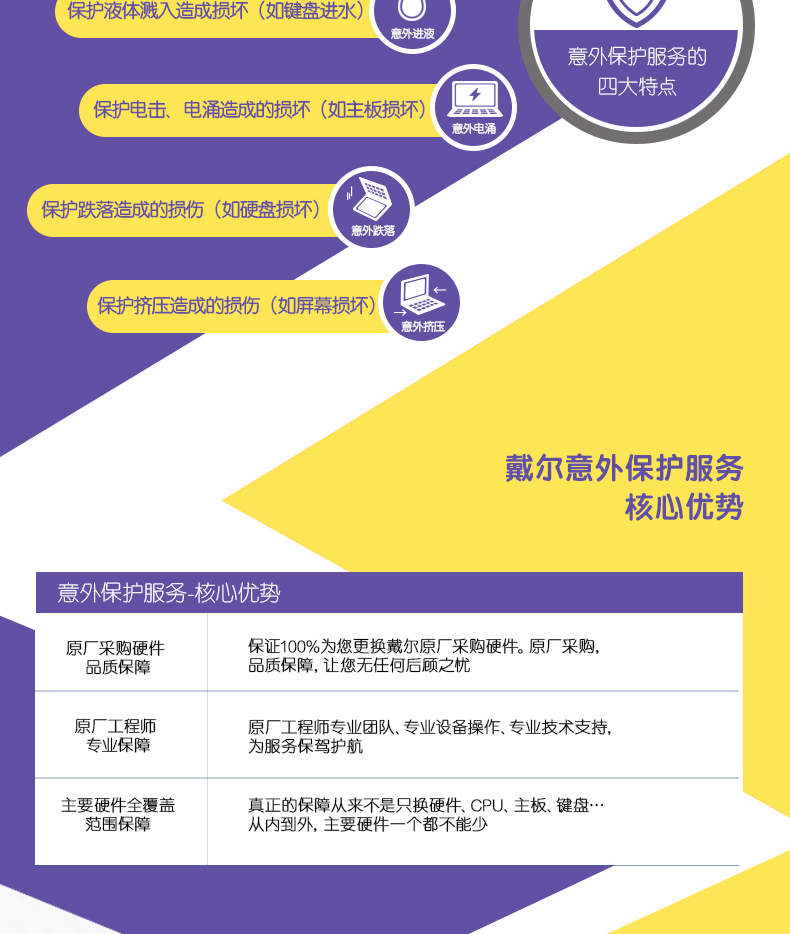 保护液体溅入造成损坏（如键盘进水）
意外进液
意外保护服务的
四大特点
保护电击、电涌造成的损坏（如主板损坏）
意外电涌
保护跌落造成的损伤（如硬盘损坏）
意外跌落
保护挤压造成的损伤（如屏幕损坏）
意外挤压
戴尔意外保护服务
核心优势
意外保护服务-核心优势
原厂采购硬件
品质保障
保证100%为您更换戴尔原厂采购硬件。原厂采购,
品质保障, 让您无任何后顾之忧
原厂工程师
专业保障
原厂工程师专业团队、专业设备操作、专业技术支持,
为服务保驾护航
主要硬件全覆盖
范围保障
真正的保障从来不是只换硬件、CPU、主板、键盘…
从内到外, 主要硬件一个都不能少